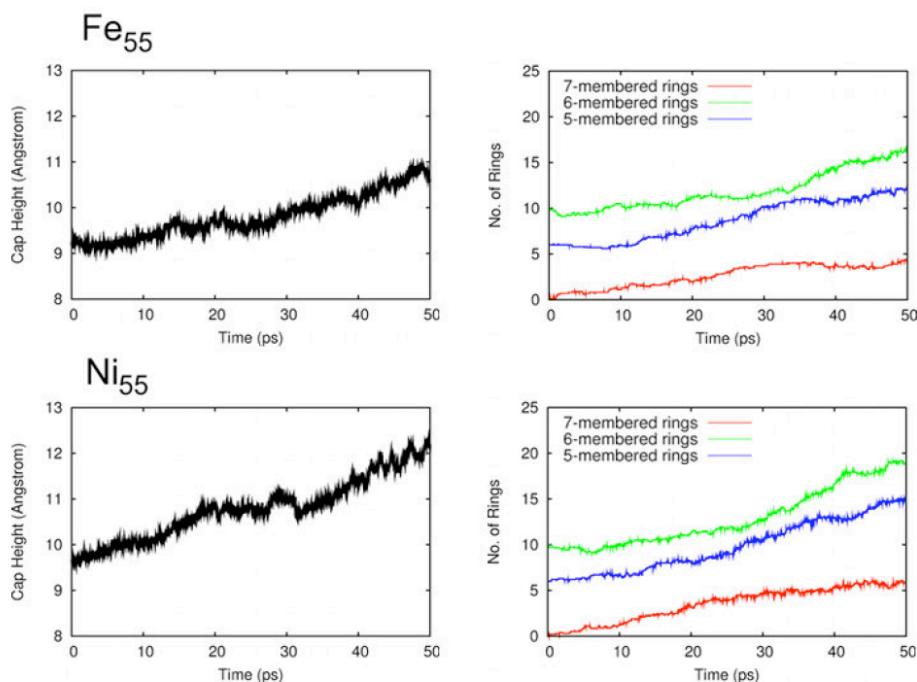 Fe55
13
12
11
10
9
8
Cap Height (Angstrom)
0 10 20 30 40 50
Time (ps)
25
20
15
10
5
0
No. of Rings
7-membered rings
6-membered rings
5-membered rings
0 10 20 30 40 50
Time (ps)
Ni55
13
12
11
10
9
8
Cap Height (Angstrom)
0 10 20 30 40 50
Time (ps)
25
20
15
10
5
0
No. of Rings
7-membered rings
6-membered rings
5-membered rings
0 10 20 30 40 50
Time (ps)